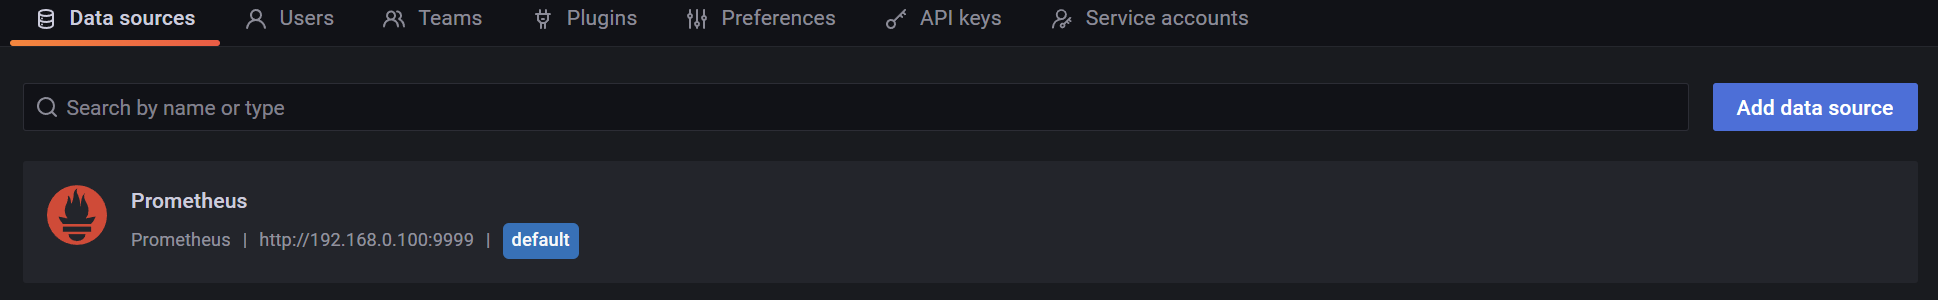 Data sources Users Teams Plugins Preferences API keys Service accounts
Search by name or type Add data source
Prometheus
Prometheus | http://192.168.0.100:9999 | default